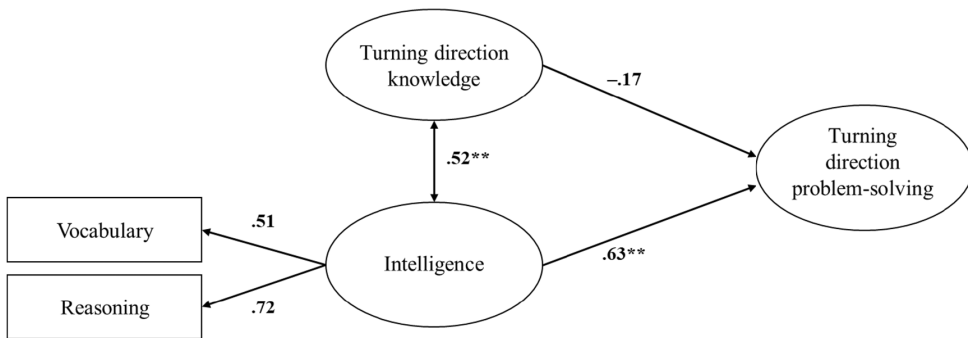 Turning direction
knowledge
–.17
Turning
direction
problem-solving
.52**
Vocabulary
.51
Intelligence
.63**
Reasoning
.72